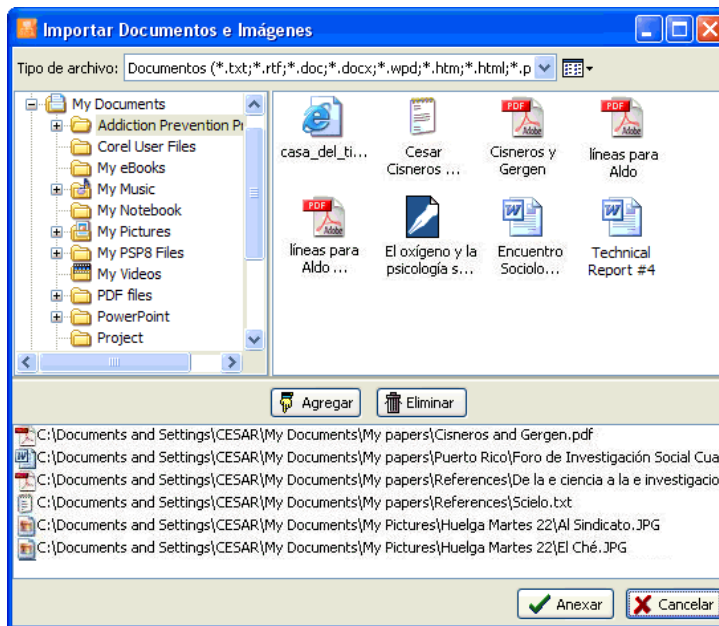 Importar Documentos e Imágenes
Tipo de archivo: Documentos (*.txt;*.rtf;*.doc;*.docx;*.wpd;*.htm;*.html;*.p
My Documents
Addiction Prevention Pr
Corel User Files
My eBooks
My Music
My Notebook
My Pictures
My PSP8 Files
My Videos
PDF files
PowerPoint
Project
casa_del_ti...
Cesar
Cisneros ...
PDF
Adobe
Cisneros y
Gergen
PDF
Adobe
líneas para
Aldo
PDF
Adobe
líneas para
Aldo ...
El oxígeno y la
psicología s...
Encuentro
Sociolo...
Technical
Report #4
Agregar
Eliminar
C:\Documents and Settings\CESAR\My Documents\My papers\Cisneros and Gergen.pdf
C:\Documents and Settings\CESAR\My Documents\My papers\Puerto Rico\Foro de Investigación Social Cua
C:\Documents and Settings\CESAR\My Documents\My papers\References\De la e ciencia a la e investigacio
C:\Documents and Settings\CESAR\My Documents\My papers\References\Scielo.txt
C:\Documents and Settings\CESAR\My Documents\My Pictures\Huelga Martes 22\Al Sindicato.JPG
C:\Documents and Settings\CESAR\My Documents\My Pictures\Huelga Martes 22\El Ché.JPG
Anexar
Cancelar